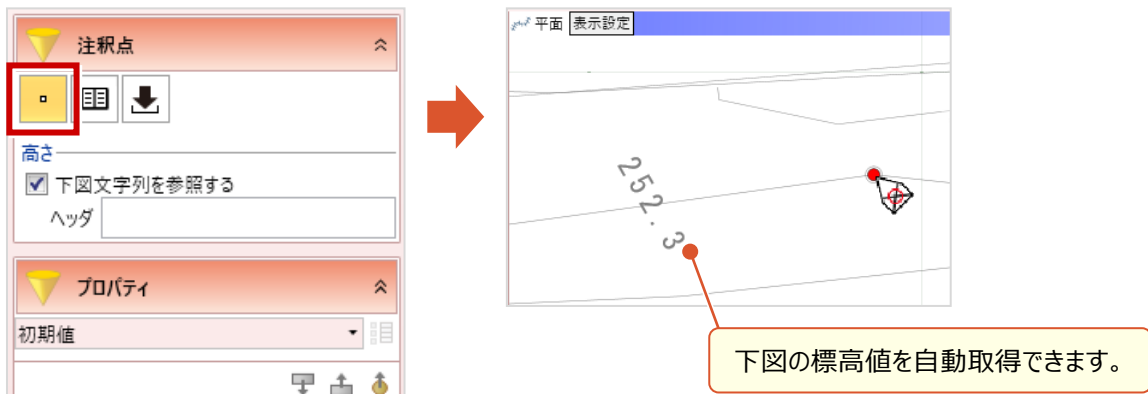 注釈点
高さ
下図文字列を参照する
ヘッダ
プロパティ
初期値
平面 表示設定
252.3
下図の標高値を自動取得できます。